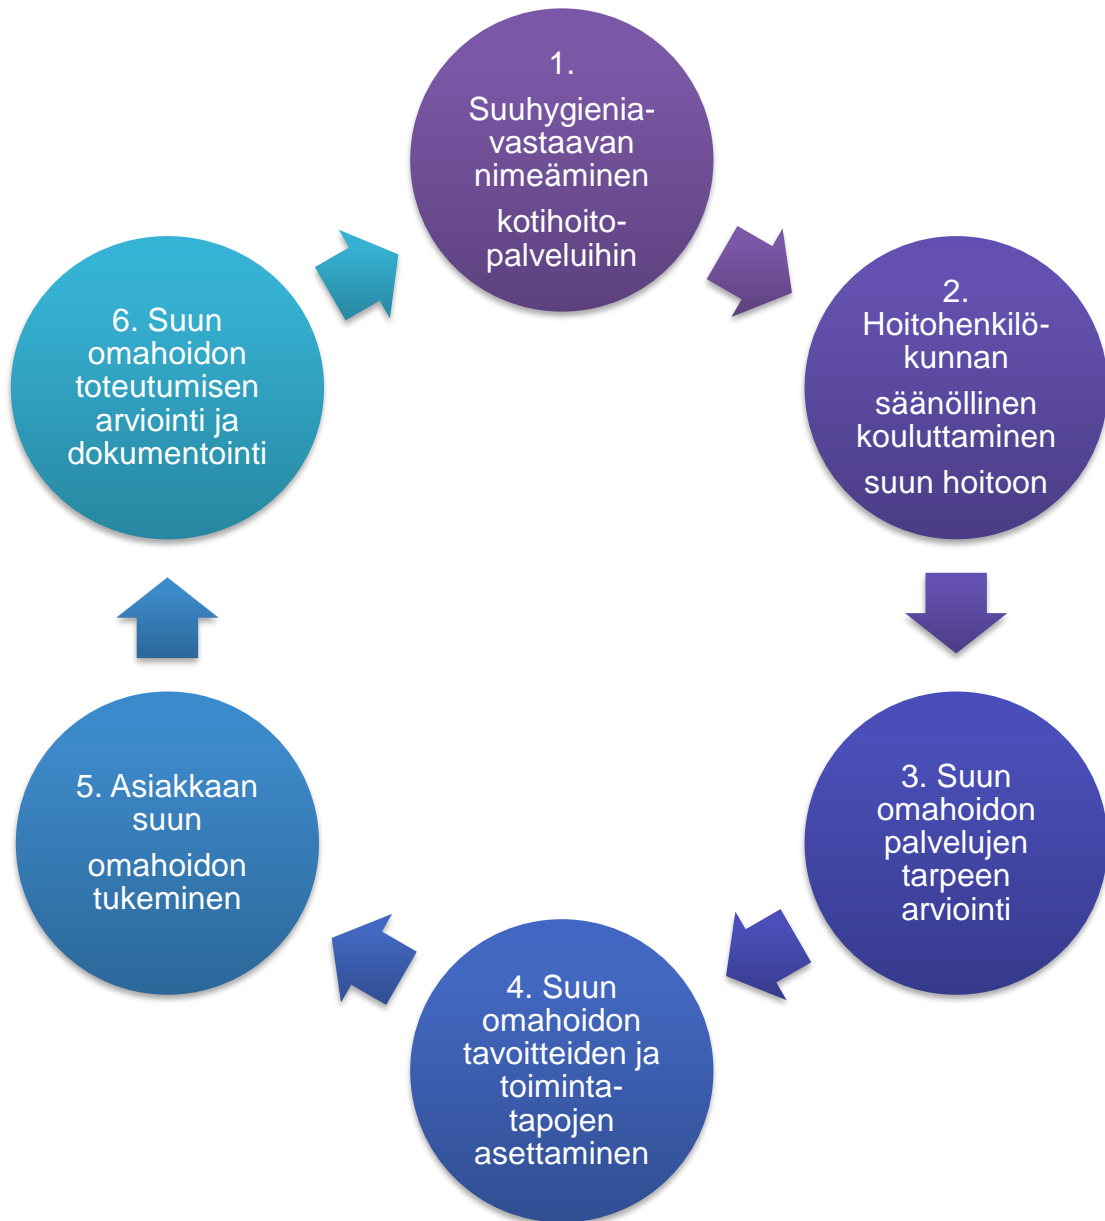 1.
Suuhygienia-
vastaavan
nimeäminen
kotihoito-
palveluihin
2.
Hoitohenkilö-
kunnan
säännöllinen
kouluttaminen
suun hoitoon
3. Suun
omahoidon
palvelujen
tarpeen
arviointi
4. Suun
omahoidon
tavoitteiden ja
toiminta-
tapojen
asettaminen
5. Asiakkaan
suun
omahoidon
tukeminen
6. Suun
omahoidon
toteutumisen
arviointi ja
dokumentointi